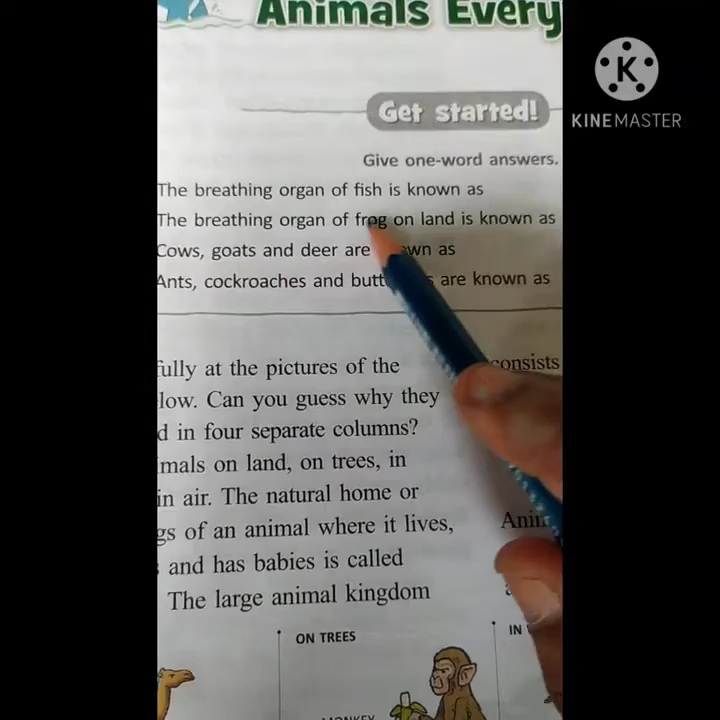 Animals Every
KINEMASTER
Get started!
Give one-word answers.
The breathing organ of fish is known as
The breathing organ of frog on land is known as
Cows, goats and deer are as
Ants, cockroaches and are known as
fully at the pictures of the consists
low. Can you guess why they
d in four separate columns?
mals on land, on trees, in
in air. The natural home or
gs of an animal where it lives,
and has babies is called
The large animal kingdom
ON TREES
IN
MONKEY